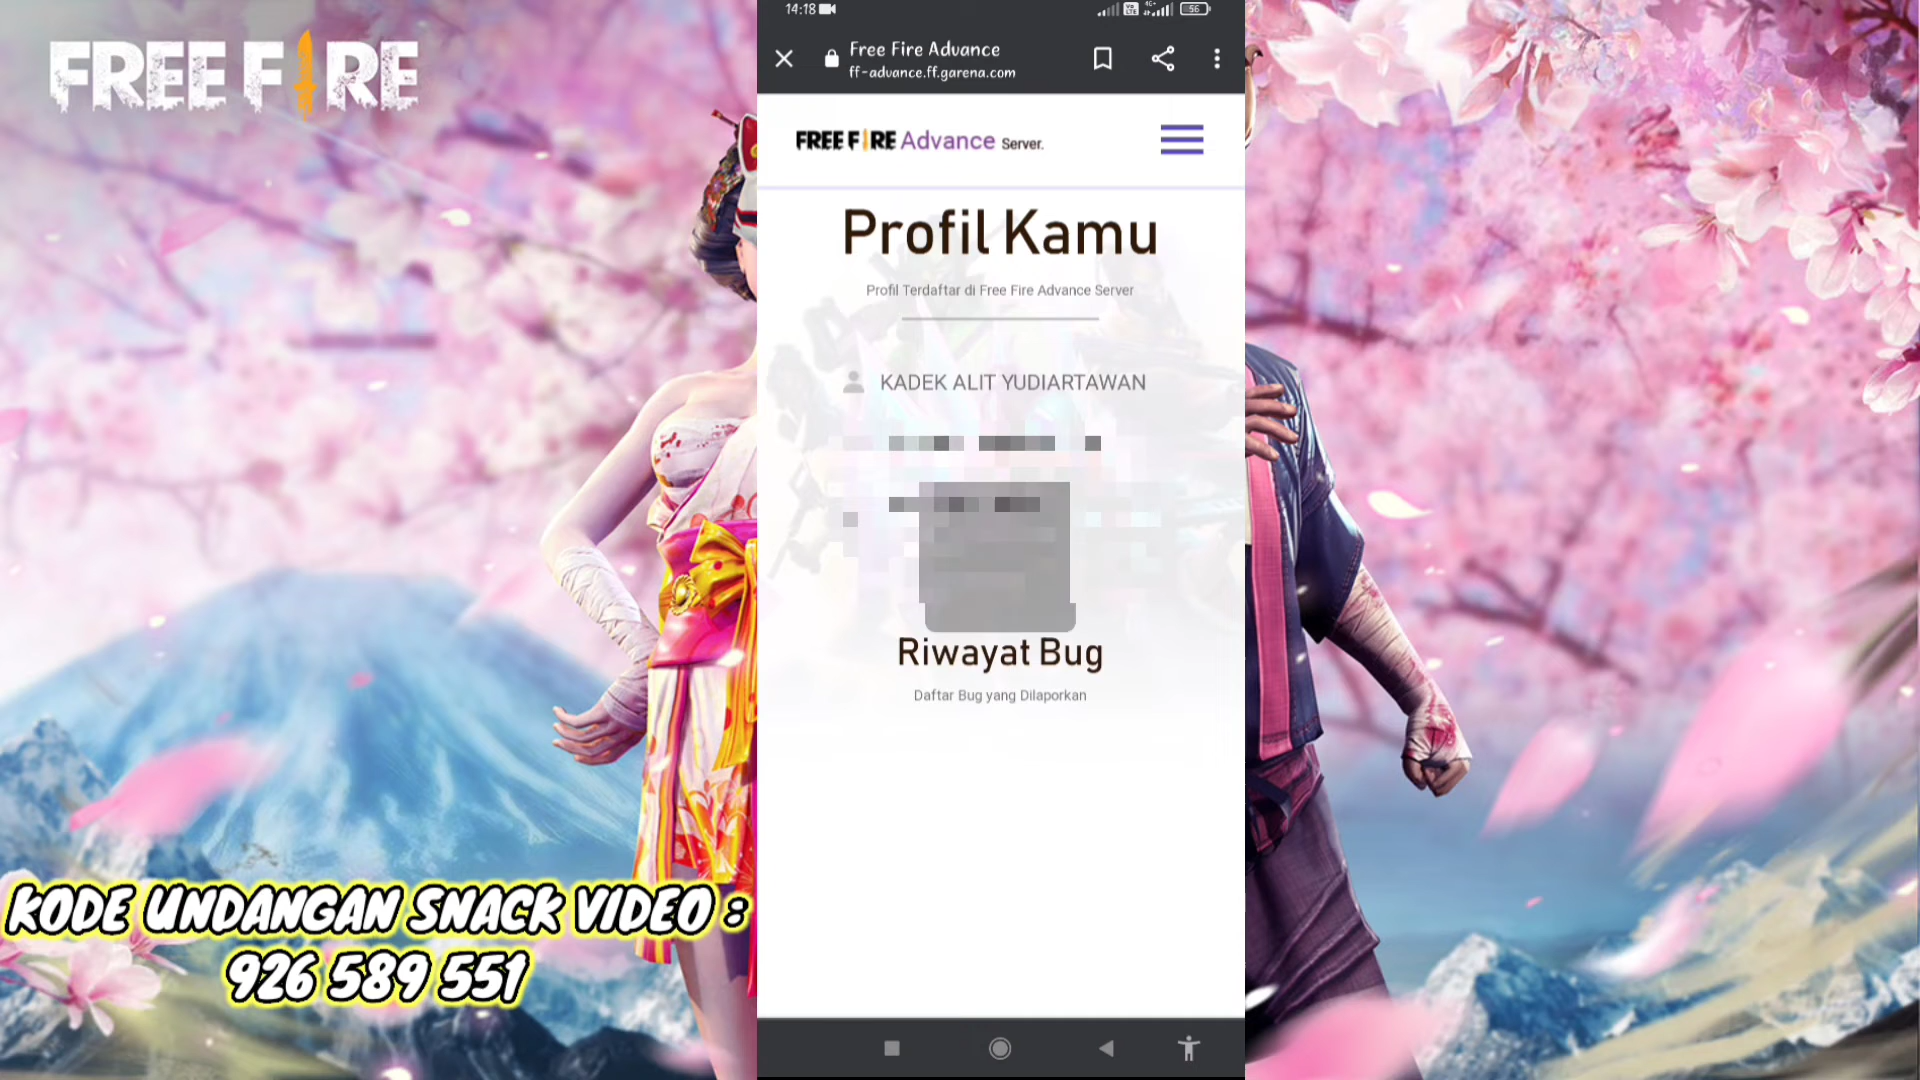 FREE FIRE
14:18
4G+
56
Free Fire Advance
ff-advance.ff.garena.com
FREE FIRE Advance Server.
Profil Kamu
Profil Terdaftar di Free Fire Advance Server
KADEK ALIT YUDIARTAWAN
Riwayat Bug
Daftar Bug yang Dilaporkan
KODE UNDANGAN SNACK VIDEO :
926 589 551